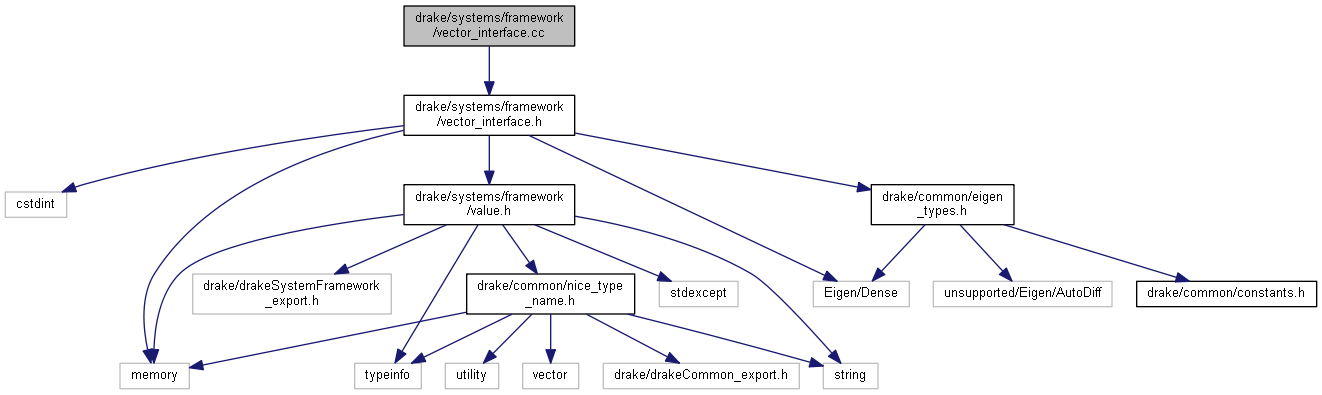 drake/systems/framework
/vector_interface.cc
drake/systems/framework
/vector_interface.h
cstdint
drake/systems/framework
/value.h
drake/common/eigen
_types.h
drake/drakeSystemFramework
_export.h
drake/common/nice_type
_name.h
stdexcept
Eigen/Dense
unsupported/Eigen/AutoDiff
drake/common/constants.h
memory
typeinfo
utility
vector
drake/drakeCommon_export.h
string